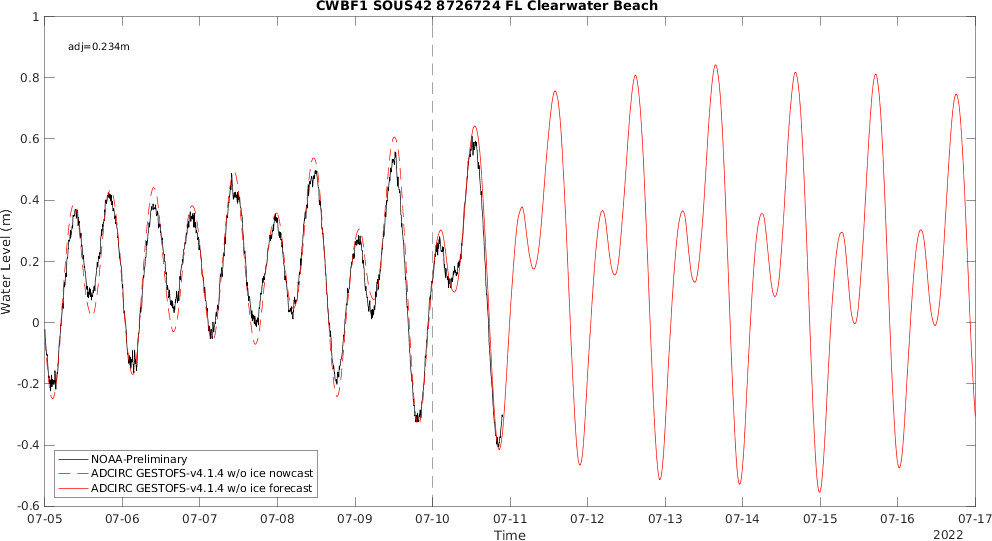 CWBF1 SOUS42 8726724 FL Clearwater Beach
1
adj=0.234m
0.8
0.6
0.4
0.2
0
-0.2
-0.4
-0.6
Water Level (m)
NOAA-Preliminary
ADCIRC GESTOFS-v4.1.4 w/o ice nowcast
ADCIRC GESTOFS-v4.1.4 w/o ice forecast
07-05 07-06 07-07 07-08 07-09 07-10 07-11 07-12 07-13 07-14 07-15 07-16 07-17
Time
2022